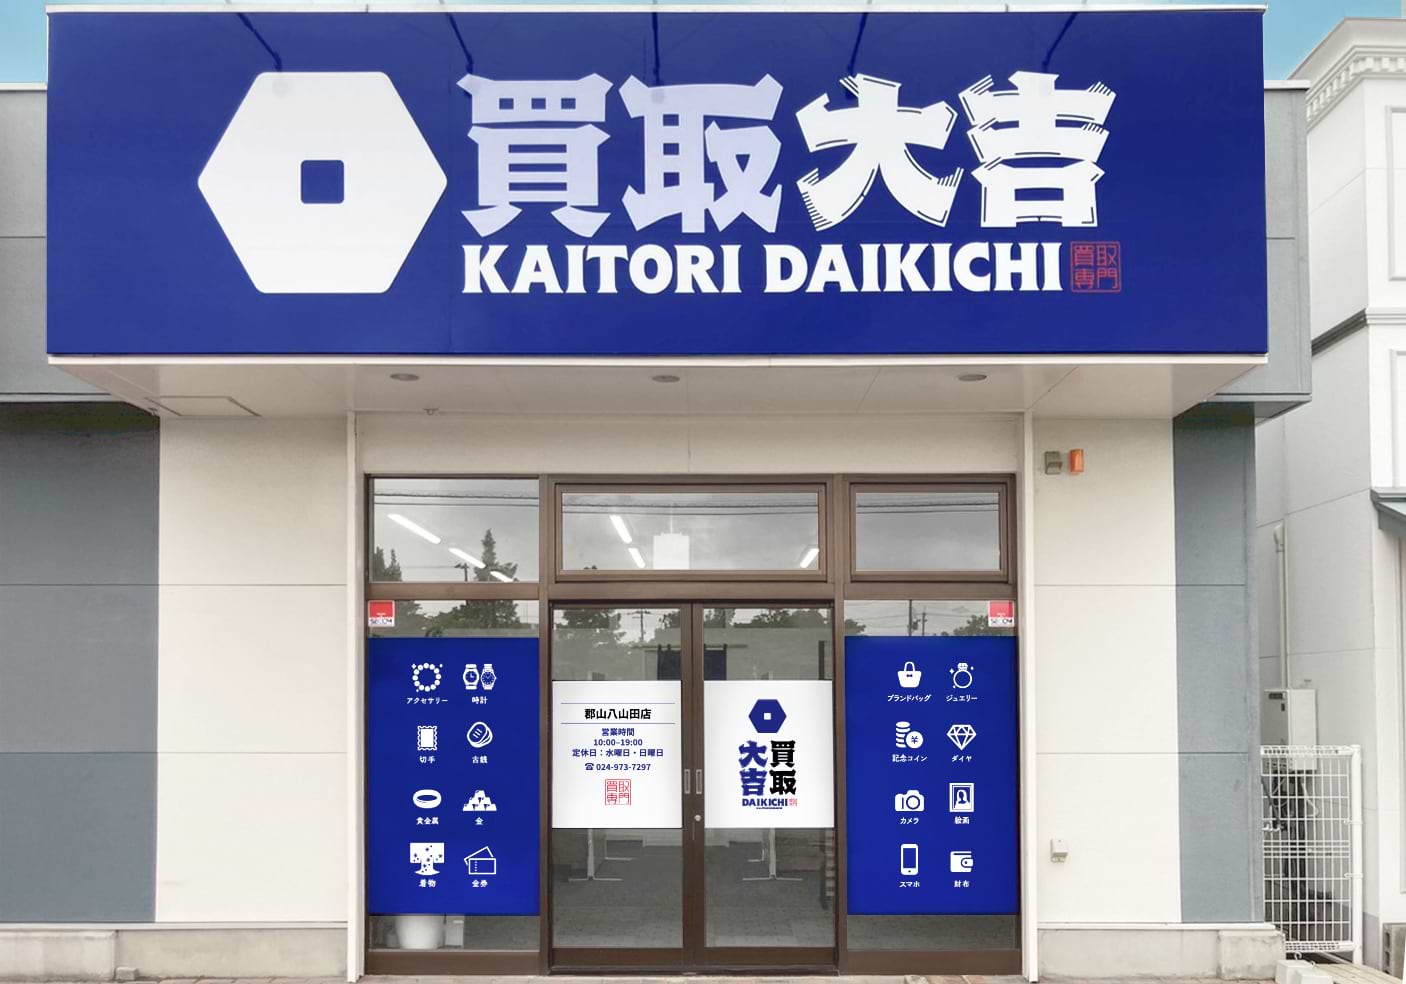 買取大吉
KAITORI DAIKICHI
買取
専門
アクセサリー
時計
切手
古銭
貴金属
金
着物
金券
SECOM
郡山八山田店
営業時間
10:00–19:00
定休日：水曜日・日曜日
☎ 024-973-7297
買取
専門
買取
大吉
DAIKICHI
SECOM
ブランドバッグ
ジュエリー
記念コイン
ダイヤ
カメラ
絵画
スマホ
財布